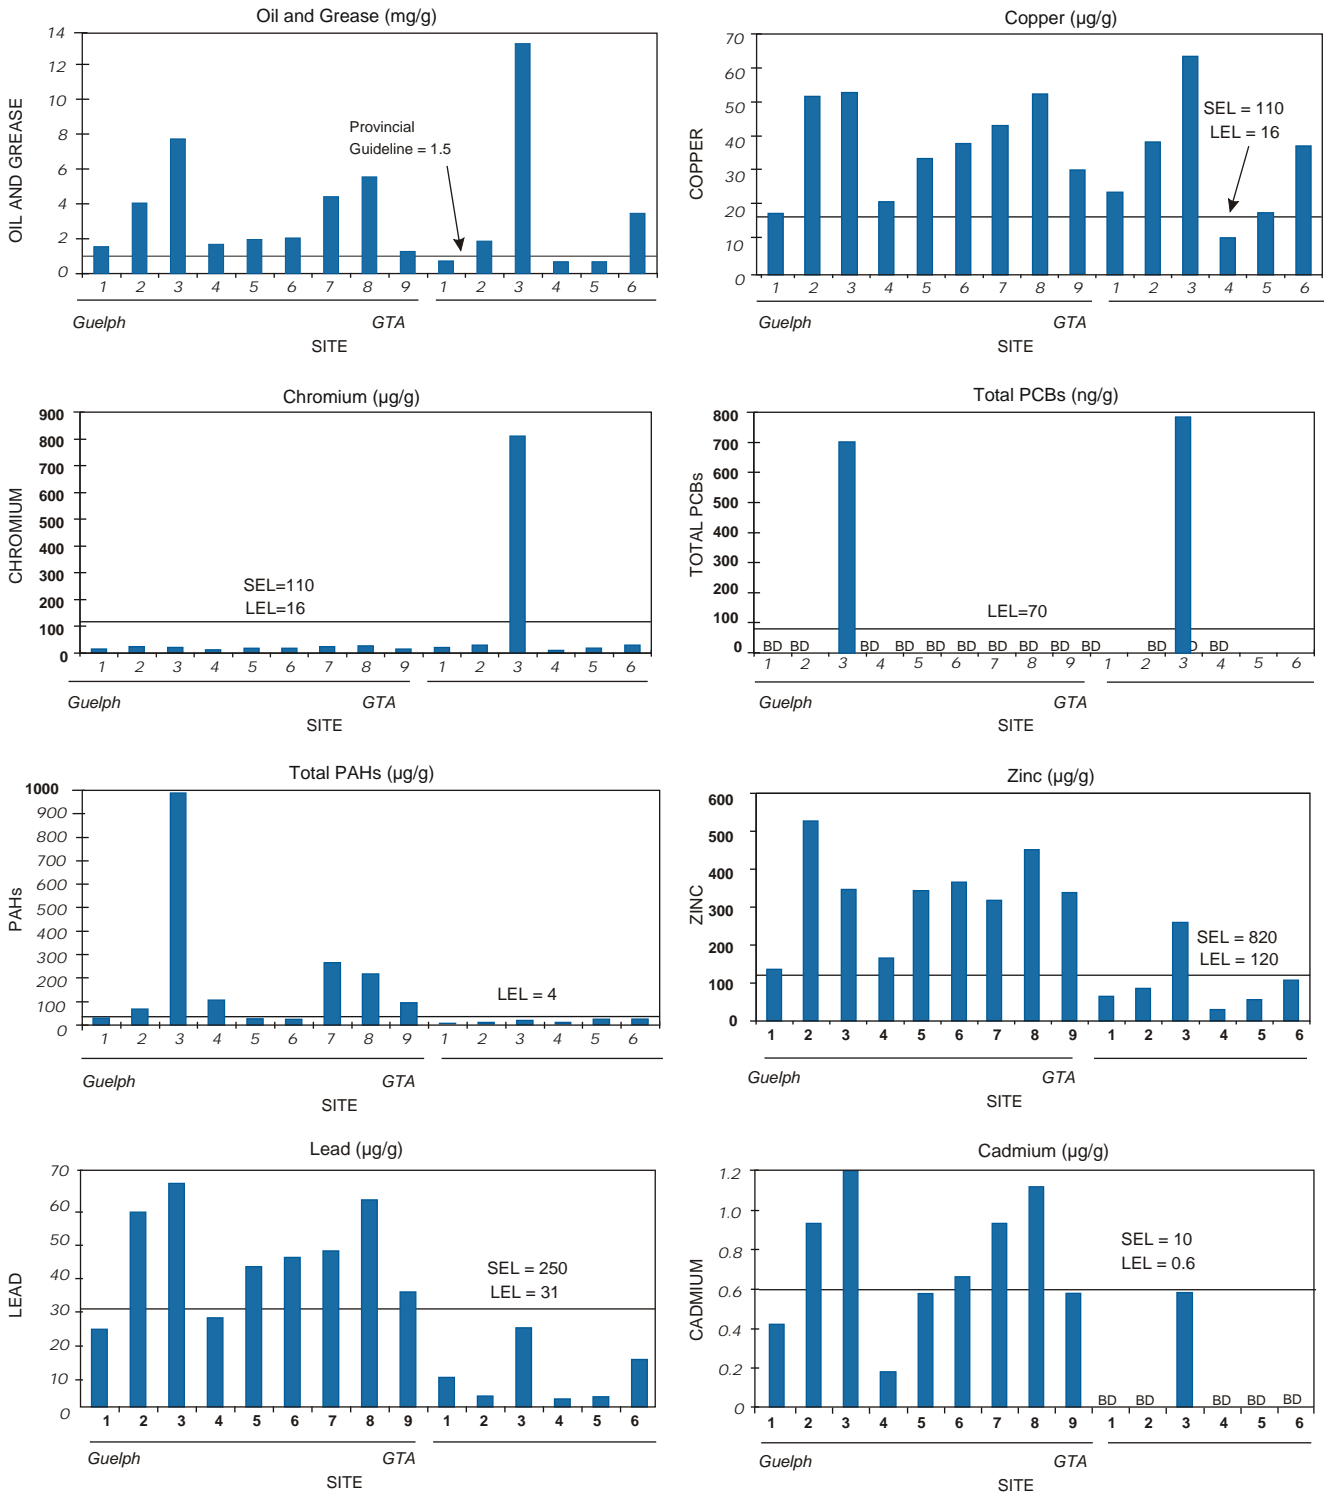 Oil and Grease (mg/g)
OIL AND GREASE
14
12
10
8
6
4
2
0
Provincial
Guideline = 1.5
1 2 3 4 5 6 7 8 9 1 2 3 4 5 6
Guelph GTA
SITE
Copper (µg/g)
COPPER
70
60
50
40
30
20
10
0
SEL = 110
LEL = 16
1 2 3 4 5 6 7 8 9 1 2 3 4 5 6
Guelph GTA
SITE
Chromium (µg/g)
CHROMIUM
900
800
700
600
500
400
300
200
100
0
SEL=110
LEL=16
1 2 3 4 5 6 7 8 9 1 2 3 4 5 6
Guelph GTA
SITE
Total PCBs (ng/g)
TOTAL PCBs
800
700
600
500
400
300
200
100
0
LEL=70
BD BD BD BD BD BD BD BD BD BD BD D BD
1 2 3 4 5 6 7 8 9 1 2 3 4 5 6
Guelph GTA
SITE
Total PAHs (µg/g)
PAHs
1000
900
800
700
600
500
400
300
200
100
0
LEL = 4
1 2 3 4 5 6 7 8 9 1 2 3 4 5 6
Guelph GTA
SITE
Zinc (µg/g)
ZINC
600
500
400
300
200
100
0
SEL = 820
LEL = 120
1 2 3 4 5 6 7 8 9 1 2 3 4 5 6
Guelph GTA
SITE
Lead (µg/g)
LEAD
70
60
50
40
30
20
10
0
SEL = 250
LEL = 31
1 2 3 4 5 6 7 8 9 1 2 3 4 5 6
Guelph GTA
SITE
Cadmium (µg/g)
CADMIUM
1.2
1.0
0.8
0.6
0.4
0.2
0
SEL = 10
LEL = 0.6
BD BD BD BD BD
1 2 3 4 5 6 7 8 9 1 2 3 4 5 6
Guelph GTA
SITE